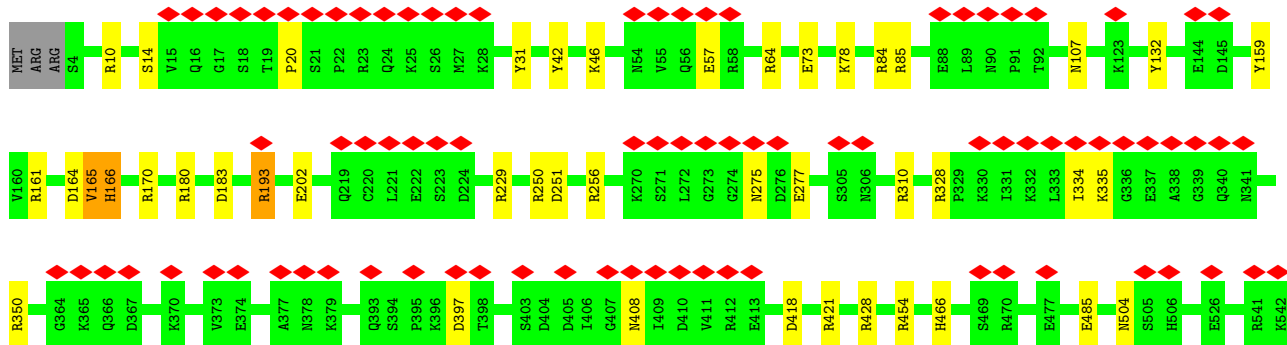 MET ARG ARG S4 R10 S14 V15 Q16 G17 S18 T19 P20 S21 P22 R23 Q24 K25 S26 M27 K28 Y31 Y42 K46 N54 V55 Q56 E57 R58 R64 E73 K78 R84 R85 E88 L89 N90 P91 T92 N107 K123 Y132 E144 D145 Y159
V160 R161 D164 V165 H166 R170 R180 D183 R193 E202 Q219 C220 L221 E222 S223 D224 R229 R250 D251 R256 K270 S271 L272 G273 G274 N275 D276 E277 S305 N306 R310 R328 P329 K330 I331 K332 L333 I334 K335 G336 E337 A338 G339 Q340 N341
R350 G364 K365 Q366 D367 K370 V373 E374 A377 N378 K379 Q393 S394 P395 K396 D397 T398 S403 D404 D405 I406 G407 N408 I409 D410 V411 R412 E413 D418 R421 R428 R454 H466 S469 R470 E477 E485 N504 S505 H506 E526 R541 K542